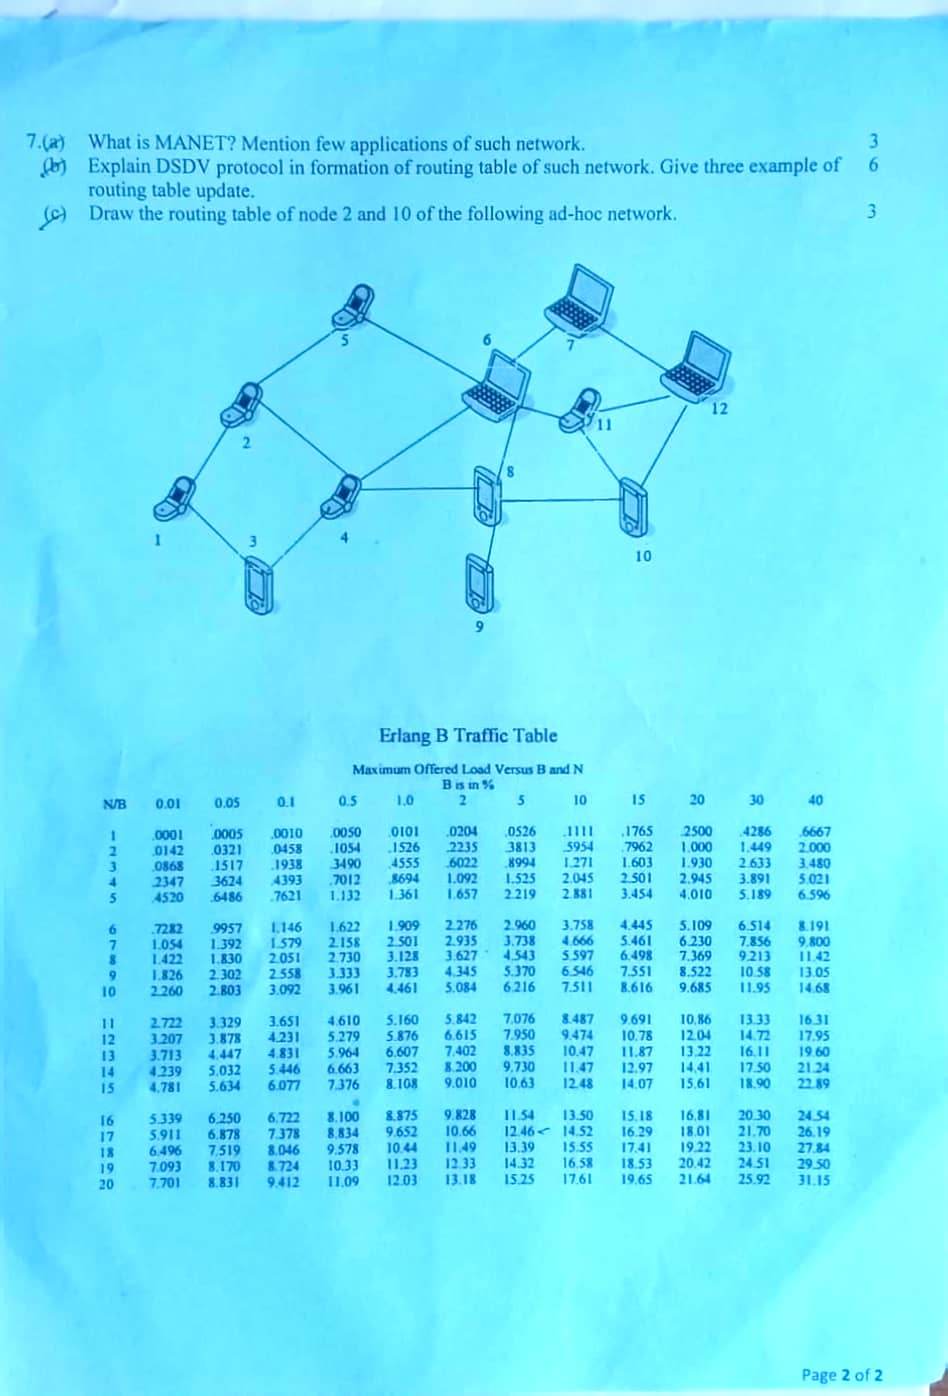 7.(a) What is MANET? Mention few applications of such network. 3
(b) Explain DSDV protocol in formation of routing table of such network. Give three example of 6
routing table update.
(c) Draw the routing table of node 2 and 10 of the following ad-hoc network. 3
5
6
7
12
2
11
8
1
3
4
10
9
Erlang B Traffic Table
Maximum Offered Load Versus B and N
B is in %
N/B 0.01 0.05 0.1 0.5 1.0 2 5 10 15 20 30 40
1 .0001 .0005 .0010 .0050 .0101 .0204 .0526 .1111 .1765 .2500 .4286 .6667
2 .0142 .0321 .0458 .1054 .1526 .2235 .3813 .5954 .7962 1.000 1.449 2.000
3 .0868 .1517 .1938 .3490 .4555 .6022 .8994 1.271 1.603 1.930 2.633 3.480
4 .2347 .3624 .4393 .7012 .8694 1.092 1.525 2.045 2.501 2.945 3.891 5.021
5 .4520 .6486 .7621 1.132 1.361 1.657 2.219 2.881 3.454 4.010 5.189 6.596
6 .7282 .9957 1.146 1.622 1.909 2.276 2.960 3.758 4.445 5.109 6.514 8.191
7 1.054 1.392 1.579 2.158 2.501 2.935 3.738 4.666 5.461 6.230 7.856 9.800
8 1.422 1.830 2.051 2.730 3.128 3.627 4.543 5.597 6.498 7.369 9.213 11.42
9 1.826 2.302 2.558 3.333 3.783 4.345 5.370 6.546 7.551 8.522 10.58 13.05
10 2.260 2.803 3.092 3.961 4.461 5.084 6.216 7.511 8.616 9.685 11.95 14.68
11 2.722 3.329 3.651 4.610 5.160 5.842 7.076 8.487 9.691 10.86 13.33 16.31
12 3.207 3.878 4.231 5.279 5.876 6.615 7.950 9.474 10.78 12.04 14.72 17.95
13 3.713 4.447 4.831 5.964 6.607 7.402 8.835 10.47 11.87 13.22 16.11 19.60
14 4.239 5.032 5.446 6.663 7.352 8.200 9.730 11.47 12.97 14.41 17.50 21.24
15 4.781 5.634 6.077 7.376 8.108 9.010 10.63 12.48 14.07 15.61 18.90 22.89
16 5.339 6.250 6.722 8.100 8.875 9.828 11.54 13.50 15.18 16.81 20.30 24.54
17 5.911 6.878 7.378 8.834 9.652 10.66 12.46 14.52 16.29 18.01 21.70 26.19
18 6.496 7.519 8.046 9.578 10.44 11.49 13.39 15.55 17.41 19.22 23.10 27.84
19 7.093 8.170 8.724 10.33 11.23 12.33 14.32 16.58 18.53 20.42 24.51 29.50
20 7.701 8.831 9.412 11.09 12.03 13.18 15.25 17.61 19.65 21.64 25.92 31.15
Page 2 of 2